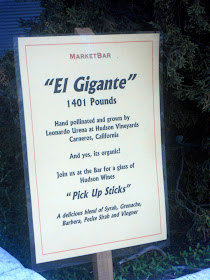 MARKETBAR
"El Gigante"
1401 Pounds
Hand pollinated and grown by
Leonardo Urena at Hudson Vineyards
Carneros, California
And yes, its organic!
Join us at the Bar for a glass of
Hudson Wines
"Pick Up Sticks"
A delicious blend of Syrah, Grenache,
Barbera, Petite Sirah and Viogner